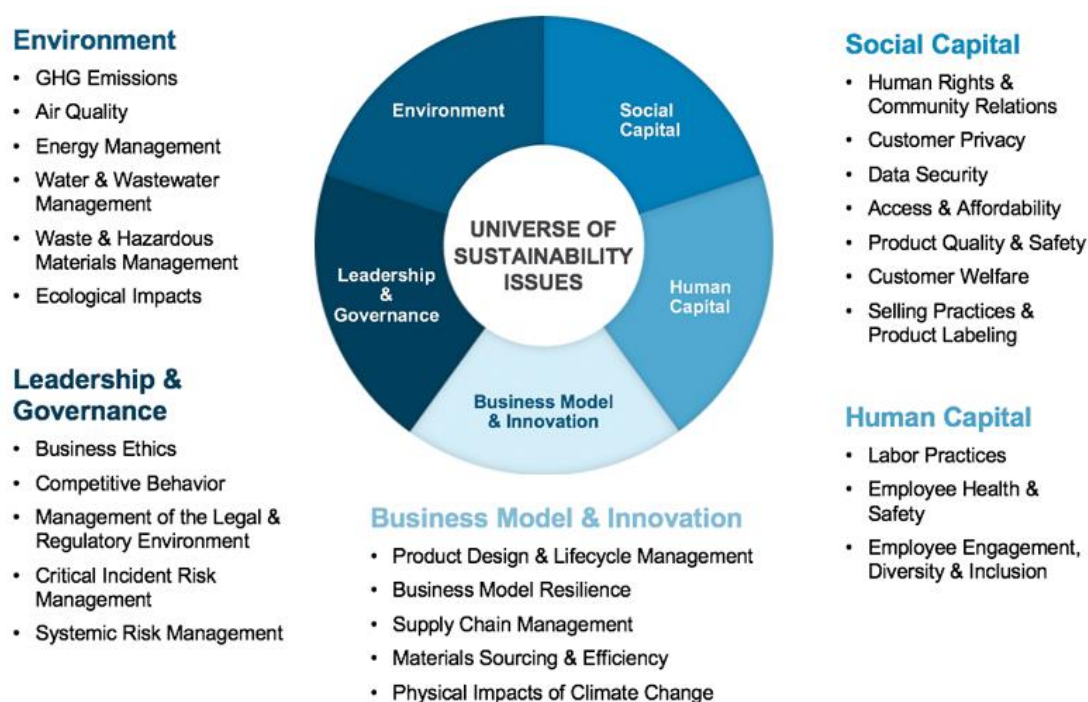 Environment
• GHG Emissions
• Air Quality
• Energy Management
• Water & Wastewater
Management
• Waste & Hazardous
Materials Management
• Ecological Impacts
Leadership &
Governance
• Business Ethics
• Competitive Behavior
• Management of the Legal &
Regulatory Environment
• Critical Incident Risk
Management
• Systemic Risk Management
Environment
Social
Capital
UNIVERSE OF
SUSTAINABILITY
ISSUES
Leadership
&
Governance
Human
Capital
Business Model
& Innovation
Business Model & Innovation
• Product Design & Lifecycle Management
• Business Model Resilience
• Supply Chain Management
• Materials Sourcing & Efficiency
• Physical Impacts of Climate Change
Social Capital
• Human Rights &
Community Relations
• Customer Privacy
• Data Security
• Access & Affordability
• Product Quality & Safety
• Customer Welfare
• Selling Practices &
Product Labeling
Human Capital
• Labor Practices
• Employee Health &
Safety
• Employee Engagement,
Diversity & Inclusion